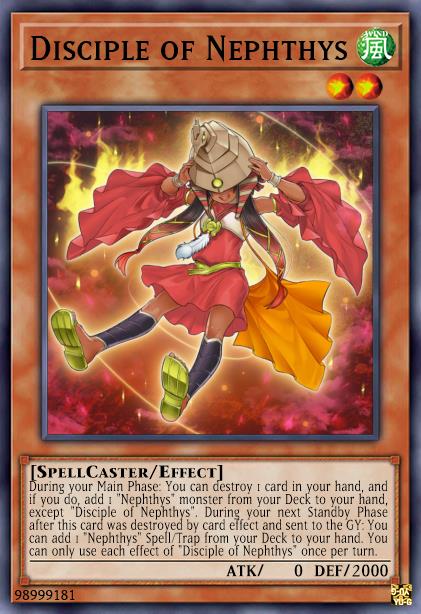 DISCIPLE OF NEPHTHYS
WIND
風
[SPELLCASTER/EFFECT]
During your Main Phase: You can destroy 1 card in your hand, and
if you do, add 1 "Nephthys" monster from your Deck to your hand,
except "Disciple of Nephthys". During your next Standby Phase
after this card was destroyed by card effect and sent to the GY: You
can add 1 "Nephthys" Spell/Trap from your Deck to your hand. You
can only use each effect of "Disciple of Nephthys" once per turn.
ATK/ 0 DEF/2000
98999181